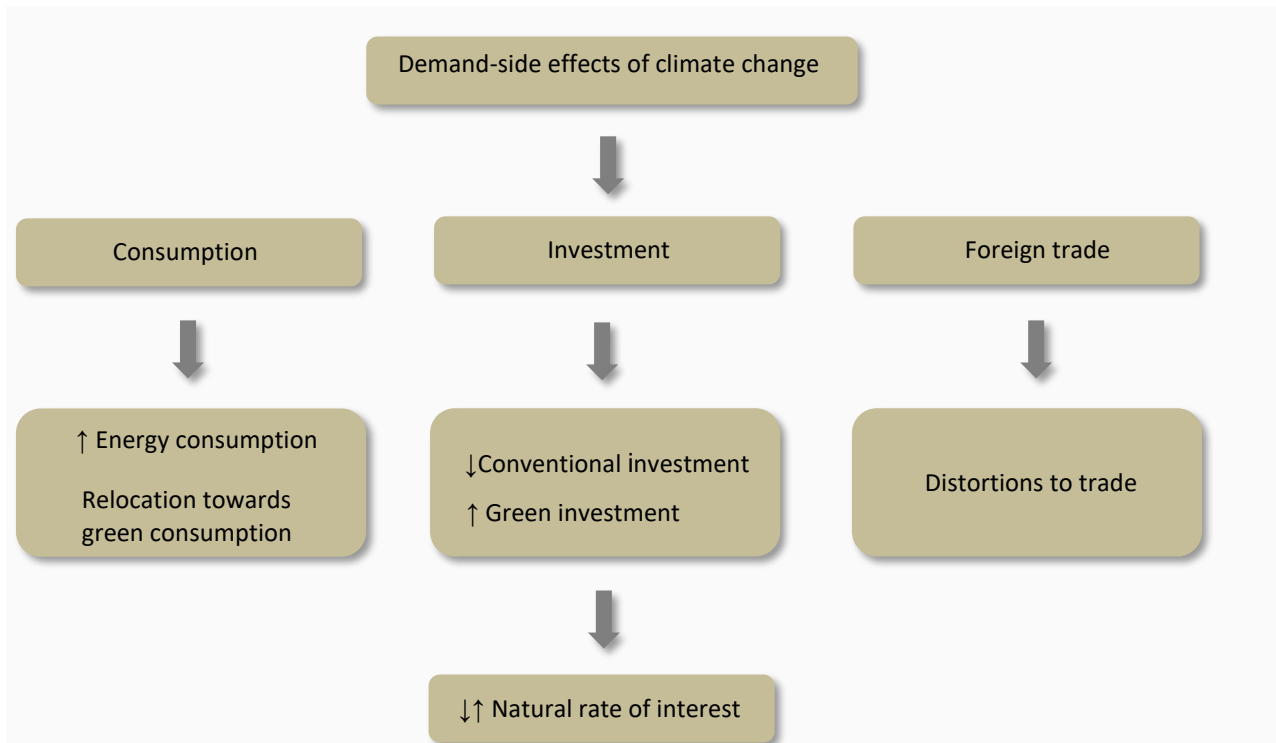 Demand-side effects of climate change
Consumption
Investment
Foreign trade
↑ Energy consumption
Relocation towards
green consumption
↓Conventional investment
↑ Green investment
Distortions to trade
↓↑ Natural rate of interest